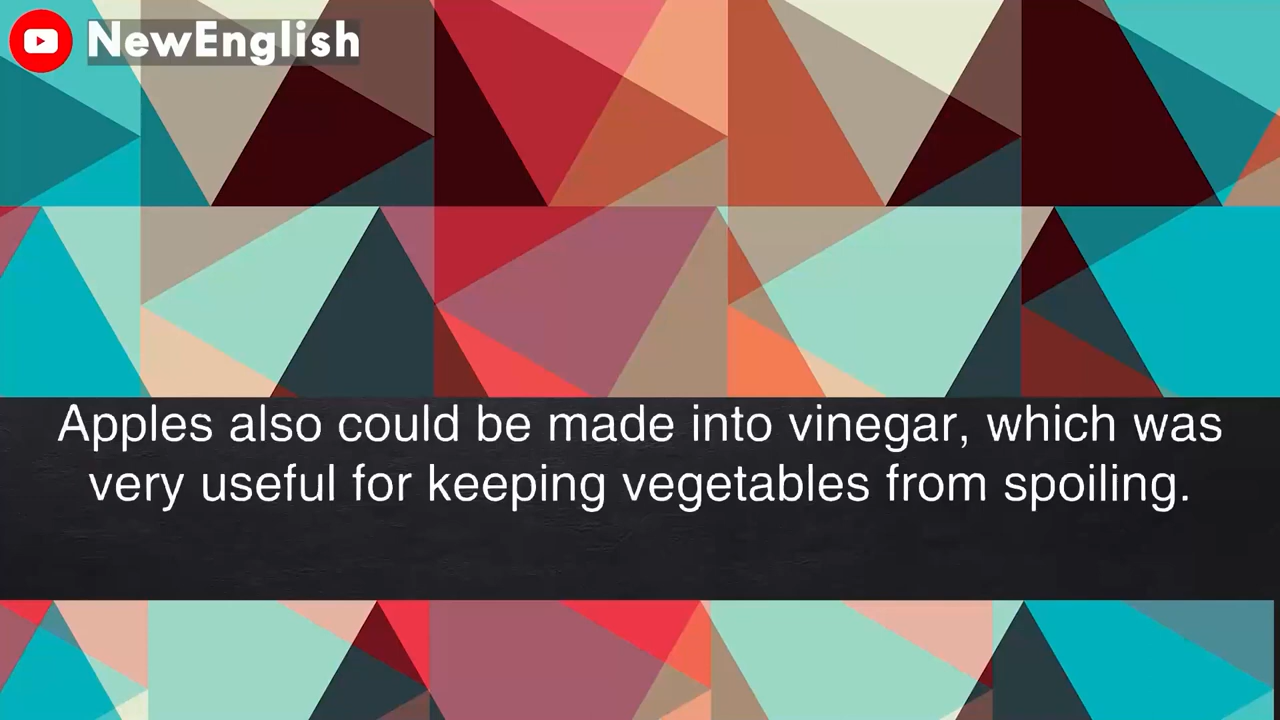 NewEnglish
Apples also could be made into vinegar, which was
very useful for keeping vegetables from spoiling.